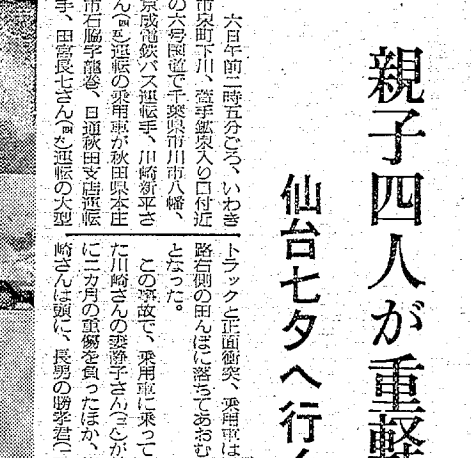 親子四人が重軽
仙台七夕へ行く
六日午前二時五分ごろ、いわき
市泉町下川、 入り口付近
の六号国道で千葉県市川市八幡、
京成電鉄バス運転手、川崎新平さ
ん 運転の乗用車が秋田県本庄
市石脇字龍巻、日通秋田支店運転
手、田宮長七さん 運転の大型
トラックと正面衝突、乗用車は
路右側の田んぼに落ちてあおむ
となった。
この事故で、乗用車に乗って
た川崎さんの妻静子さん が
に二カ月の重傷を負ったほか、
崎さんは頭に、長男の勝孝君